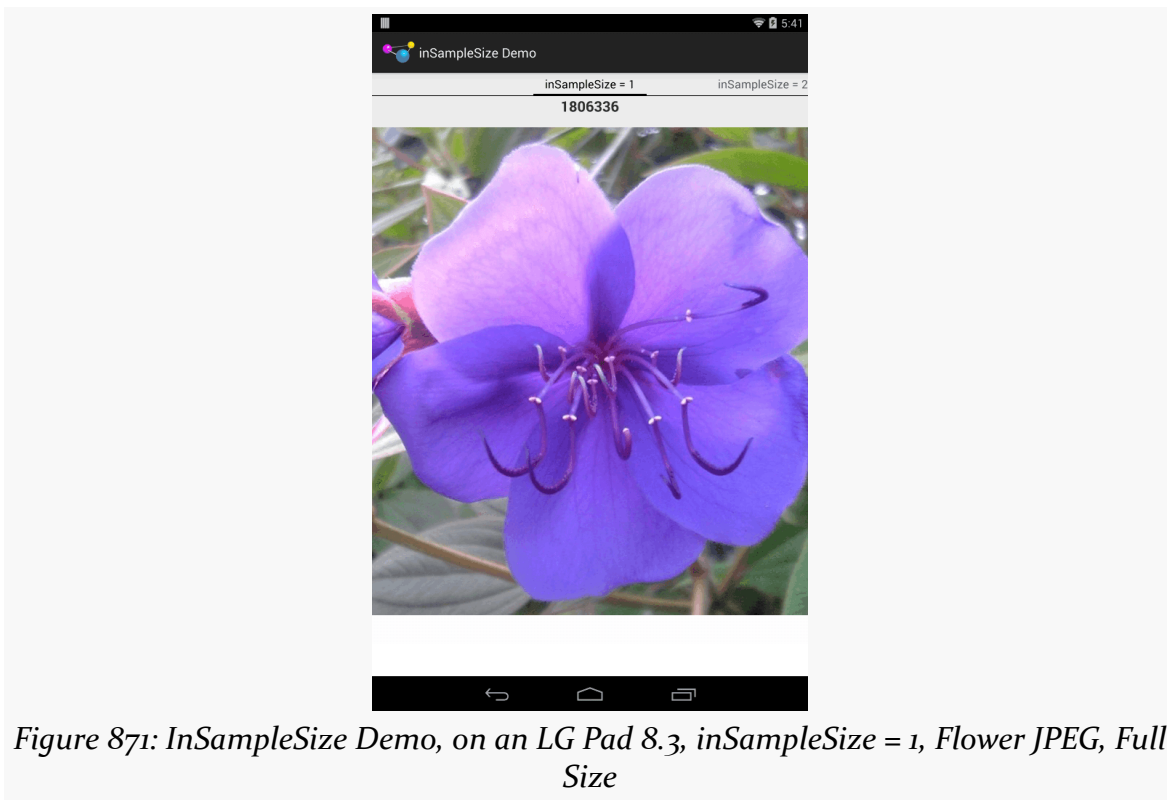 5:41
inSampleSize Demo
inSampleSize = 1 inSampleSize = 2
1806336
Figure 871: InSampleSize Demo, on an LG Pad 8.3, inSampleSize = 1, Flower JPEG, Full
Size